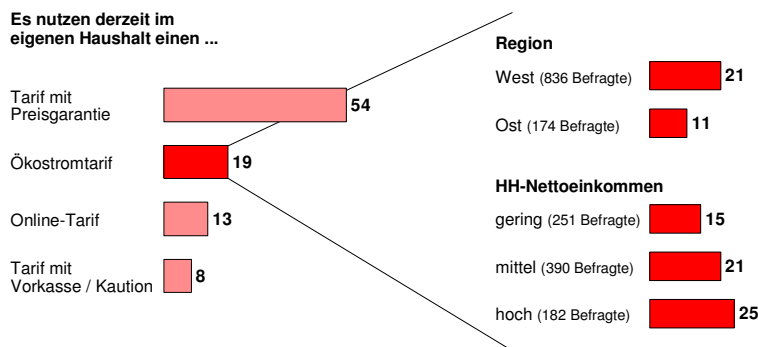 Es nutzen derzeit im
eigenen Haushalt einen ...
Tarif mit
Preisgarantie
54
Ökostromtarif
19
Online-Tarif
13
Tarif mit
Vorkasse / Kaution
8
Region
West (836 Befragte)
21
Ost (174 Befragte)
11
HH-Nettoeinkommen
gering (251 Befragte)
15
mittel (390 Befragte)
21
hoch (182 Befragte)
25